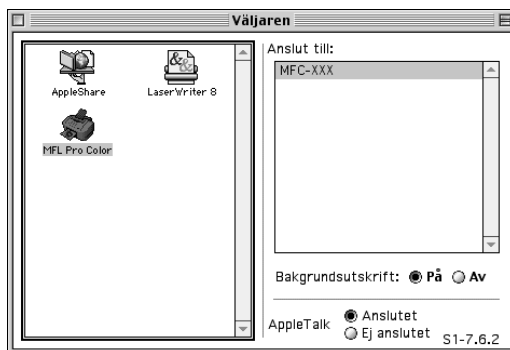 Väljaren
AppleShare
LaserWriter 8
MFL Pro Color
Anslut till:
MFC-XXX
Bakgrundsutskrift: På Av
AppleTalk
Anslutet
Ej anslutet
S1-7.6.2